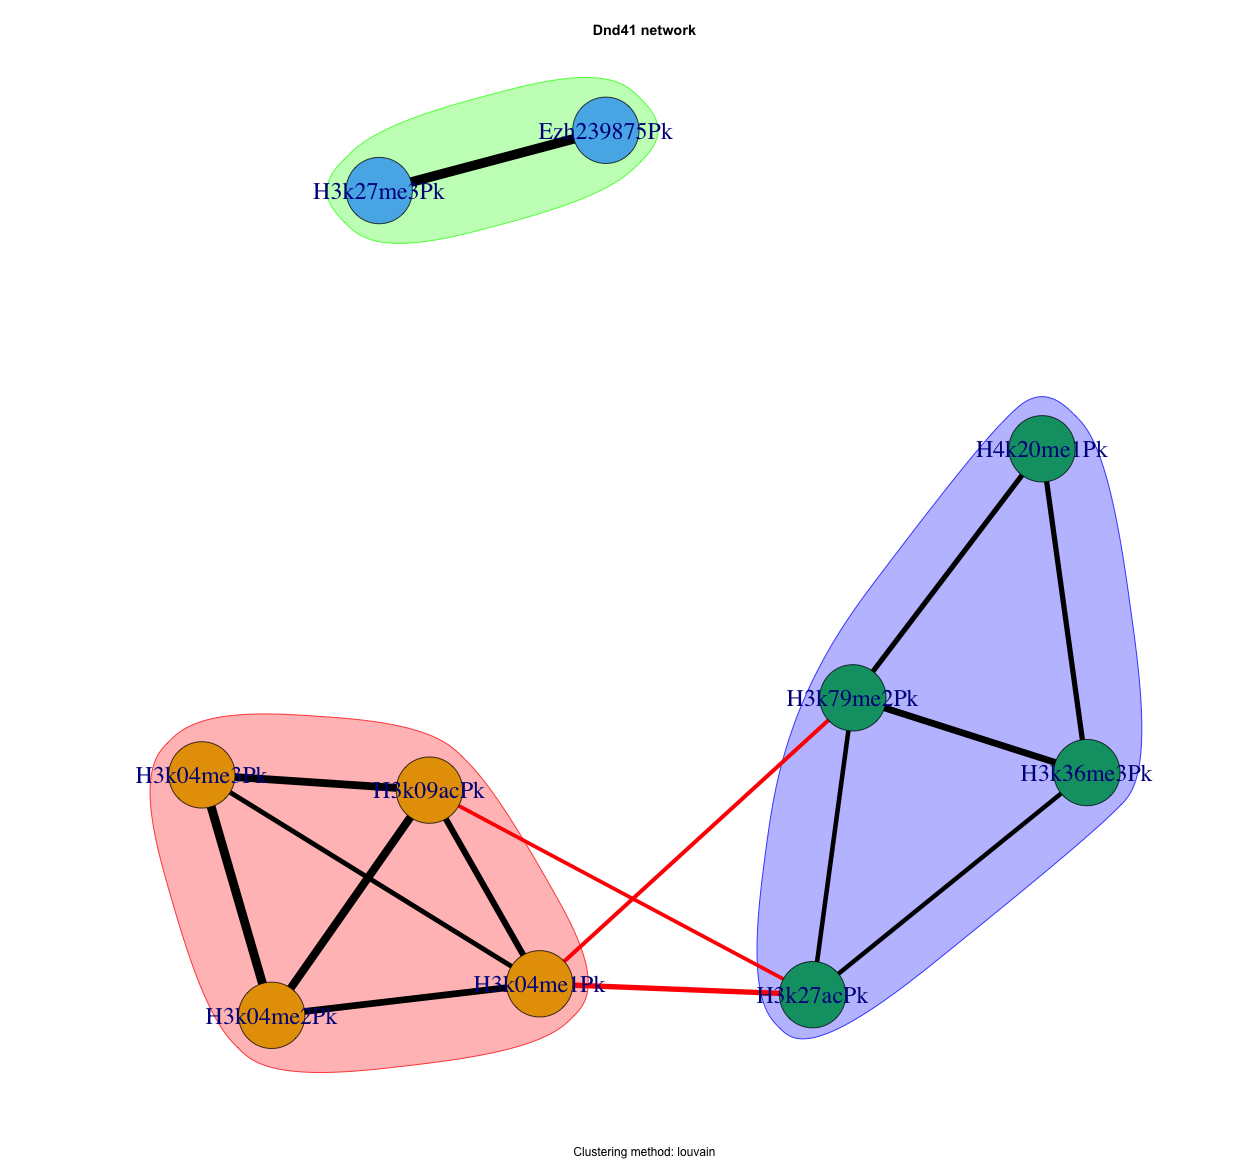 Dnd41 network
Ezh239875Pk
H3k27me3Pk
H4k20me1Pk
H3k79me2Pk
H3k36me3Pk
H3k04me3Pk
H3k09acPk
H3k04me1Pk
H3k27acPk
H3k04me2Pk
Clustering method: louvain